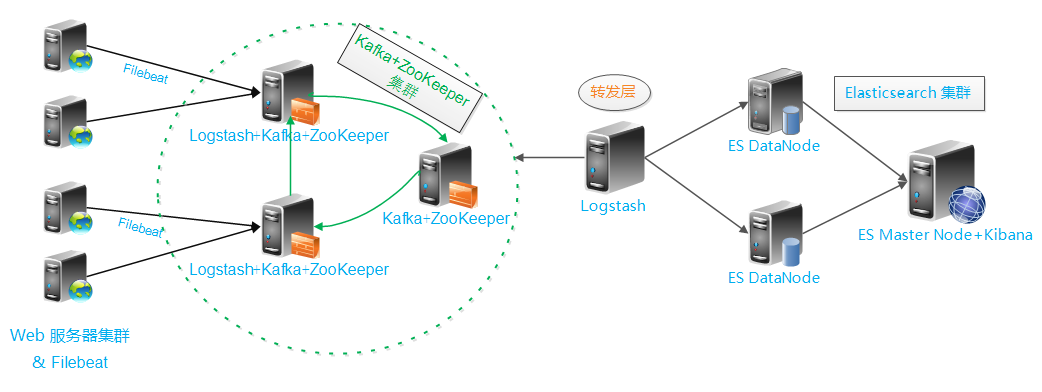 Filebeat
Logstash+Kafka+ZooKeeper
Kafka+ZooKeeper
集群
Kafka+ZooKeeper
Filebeat
Logstash+Kafka+ZooKeeper
Web 服务器集群
& Filebeat
转发层
Logstash
ES DataNode
Elasticsearch 集群
ES DataNode
ES Master Node+Kibana